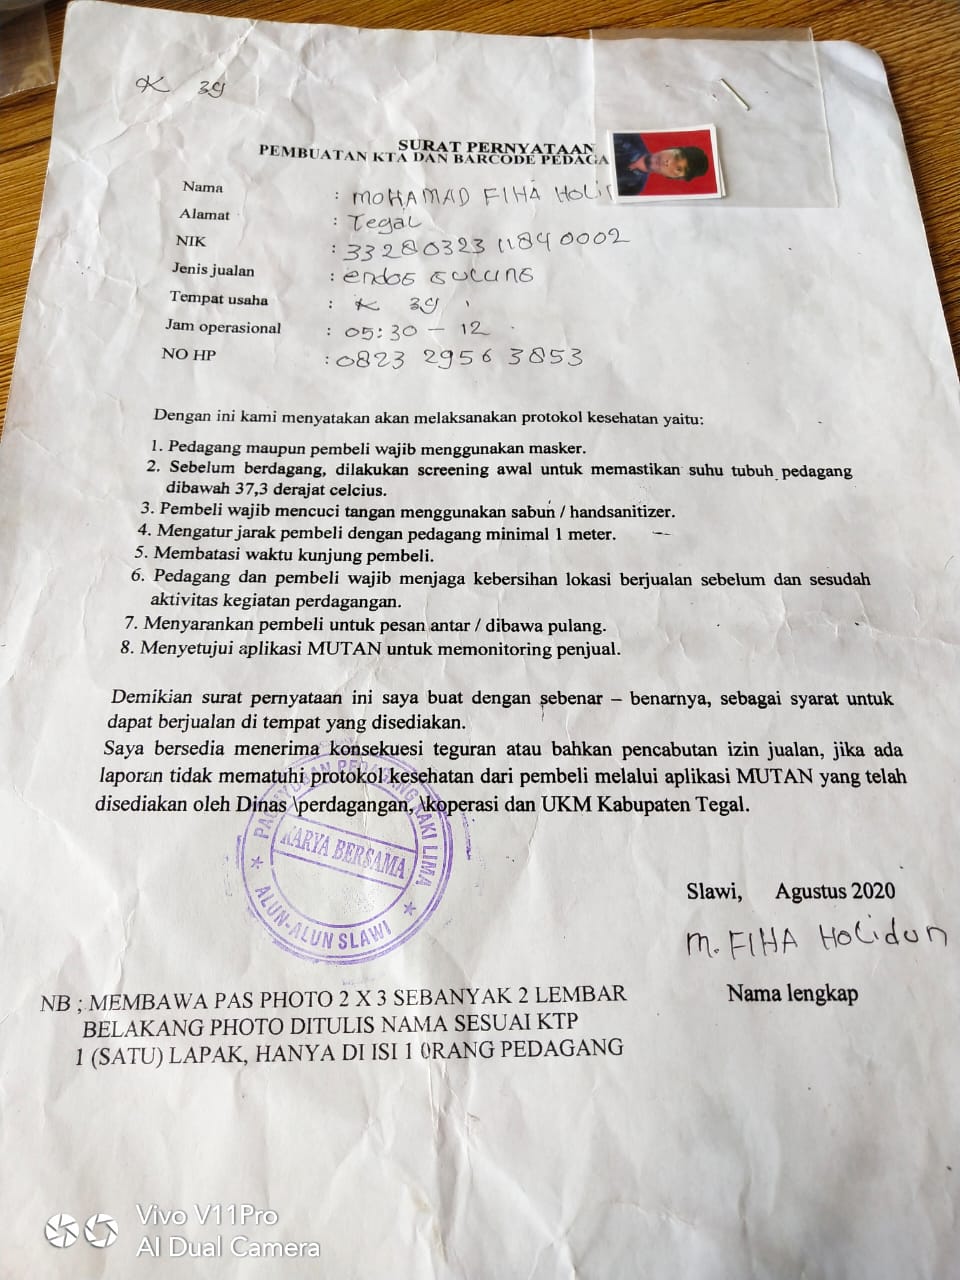 K 39
SURAT PERNYATAAN
PEMBUATAN KTA DAN BARCODE PEDAGA
Nama : MOHAMAD FIHA HOLI
Alamat : Tegal
NIK : 3328032311840002
Jenis jualan : endos gulung
Tempat usaha : K 39
Jam operasional : 05:30 – 12
NO HP : 0823 2956 3853
Dengan ini kami menyatakan akan melaksanakan protokol kesehatan yaitu:
1. Pedagang maupun pembeli wajib menggunakan masker.
2. Sebelum berdagang, dilakukan screening awal untuk memastikan suhu tubuh pedagang
dibawah 37,3 derajat celcius.
3. Pembeli wajib mencuci tangan menggunakan sabun / handsanitizer.
4. Mengatur jarak pembeli dengan pedagang minimal 1 meter.
5. Membatasi waktu kunjung pembeli.
6. Pedagang dan pembeli wajib menjaga kebersihan lokasi berjualan sebelum dan sesudah
aktivitas kegiatan perdagangan.
7. Menyarankan pembeli untuk pesan antar / dibawa pulang.
8. Menyetujui aplikasi MUTAN untuk memonitoring penjual.
Demikian surat pernyataan ini saya buat dengan sebenar – benarnya, sebagai syarat untuk
dapat berjualan di tempat yang disediakan.
Saya bersedia menerima konsekuesi teguran atau bahkan pencabutan izin jualan, jika ada
laporan tidak mematuhi protokol kesehatan dari pembeli melalui aplikasi MUTAN yang telah
disediakan oleh Dinas \perdagangan, \koperasi dan UKM Kabupaten Tegal.
PAGUYUBAN PEDAGANG KAKI LIMA
KARYA BERSAMA
ALUN-ALUN SLAWI
Slawi, Agustus 2020
M. FIHA HOLIDUN
Nama lengkap
NB ; MEMBAWA PAS PHOTO 2 X 3 SEBANYAK 2 LEMBAR
BELAKANG PHOTO DITULIS NAMA SESUAI KTP
1 (SATU) LAPAK, HANYA DI ISI 1 ORANG PEDAGANG
Vivo V11Pro
AI Dual Camera